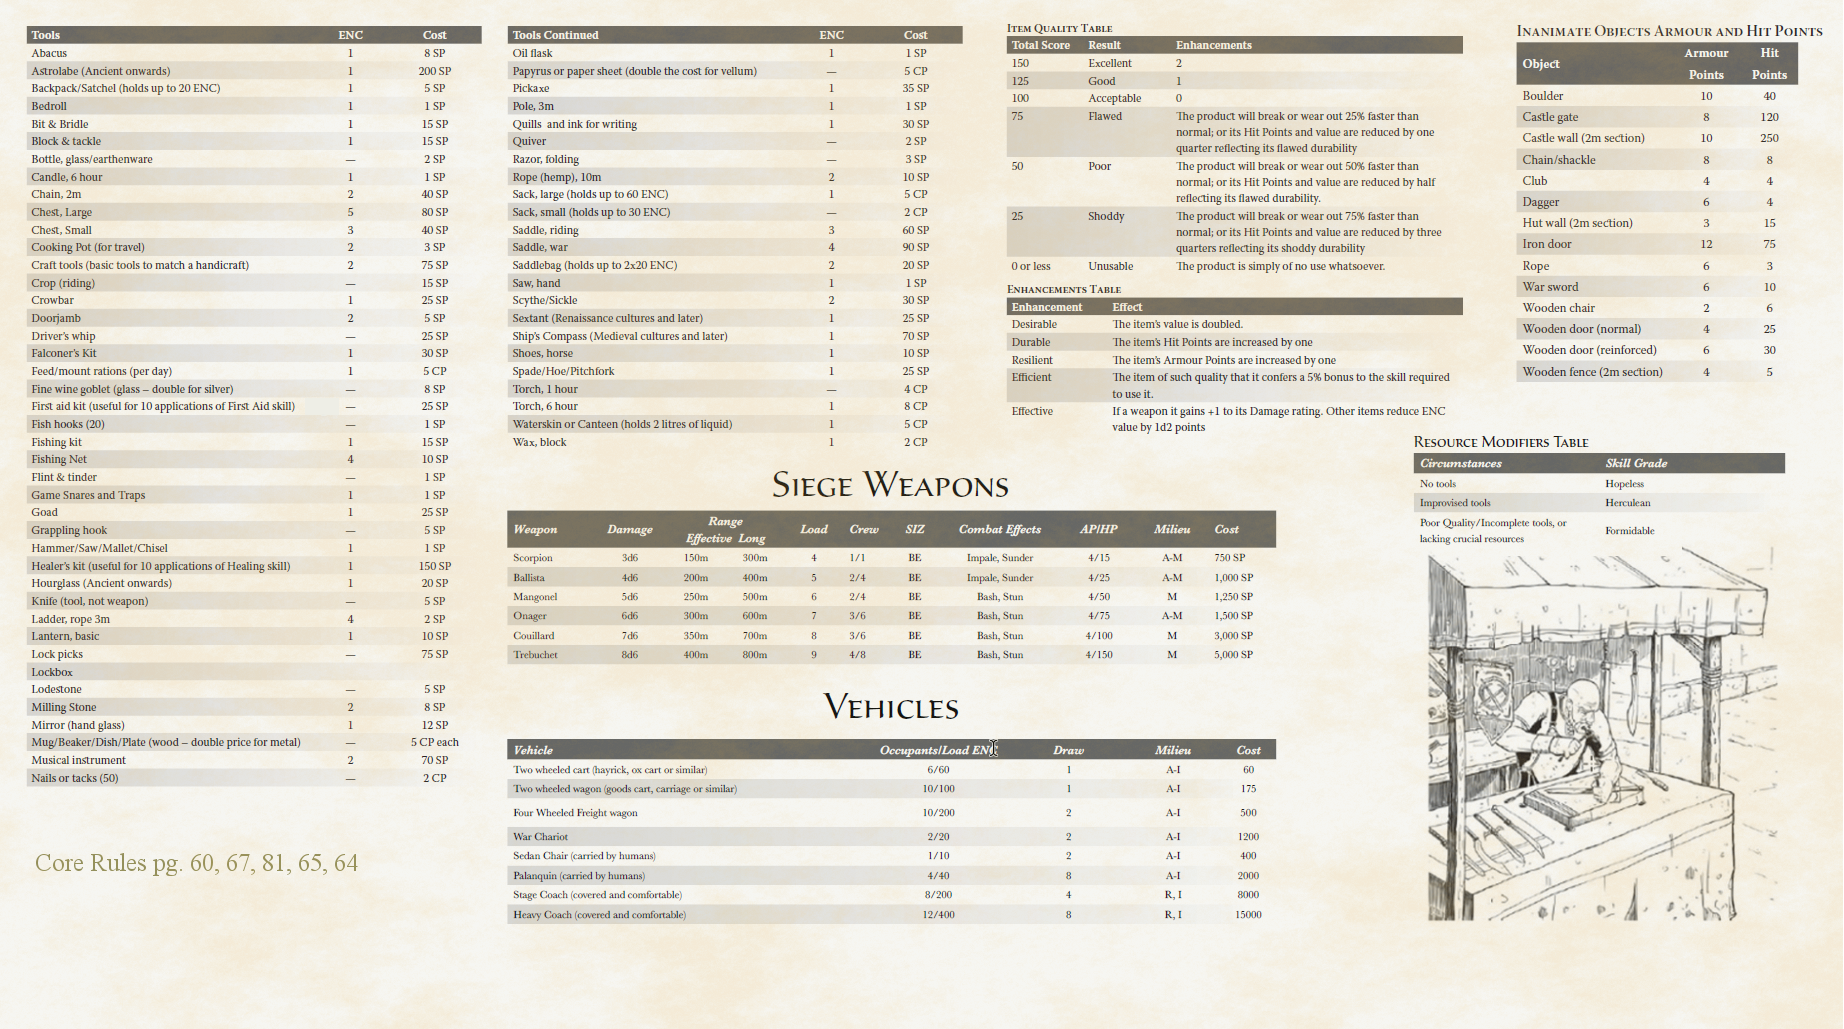 Tools ENC Cost
Abacus 1 8 SP
Astrolabe (Ancient onwards) 1 200 SP
Backpack/Satchel (holds up to 20 ENC) 1 5 SP
Bedroll 1 1 SP
Bit & Bridle 1 15 SP
Block & tackle 1 15 SP
Bottle, glass/earthenware — 2 SP
Candle, 6 hour 1 1 SP
Chain, 2m 2 40 SP
Chest, Large 5 80 SP
Chest, Small 3 40 SP
Cooking Pot (for travel) 2 3 SP
Craft tools (basic tools to match a handicraft) 2 75 SP
Crop (riding) — 15 SP
Crowbar 1 25 SP
Doorjamb 2 5 SP
Driver's whip — 25 SP
Falconer's Kit 1 30 SP
Feed/mount rations (per day) 1 5 CP
Fine wine goblet (glass – double for silver) — 8 SP
First aid kit (useful for 10 applications of First Aid skill) — 25 SP
Fish hooks (20) — 1 SP
Fishing kit 1 15 SP
Fishing Net 4 10 SP
Flint & tinder — 1 SP
Game Snares and Traps 1 1 SP
Goad 1 25 SP
Grappling hook — 5 SP
Hammer/Saw/Mallet/Chisel 1 1 SP
Healer's kit (useful for 10 applications of Healing skill) 1 150 SP
Hourglass (Ancient onwards) 1 20 SP
Knife (tool, not weapon) — 5 SP
Ladder, rope 3m 4 2 SP
Lantern, basic 1 10 SP
Lock picks — 75 SP
Lockbox
Lodestone — 5 SP
Milling Stone 2 8 SP
Mirror (hand glass) 1 12 SP
Mug/Beaker/Dish/Plate (wood – double price for metal) — 5 CP each
Musical instrument 2 70 SP
Nails or tacks (50) — 2 CP
Core Rules pg. 60, 67, 81, 65, 64
Tools Continued ENC Cost
Oil flask 1 1 SP
Papyrus or paper sheet (double the cost for vellum) — 5 CP
Pickaxe 1 35 SP
Pole, 3m 1 1 SP
Quills and ink for writing 1 30 SP
Quiver — 2 SP
Razor, folding — 3 SP
Rope (hemp), 10m 2 10 SP
Sack, large (holds up to 60 ENC) 1 5 CP
Sack, small (holds up to 30 ENC) — 2 CP
Saddle, riding 3 60 SP
Saddle, war 4 90 SP
Saddlebag (holds up to 2x20 ENC) 2 20 SP
Saw, hand 1 1 SP
Scythe/Sickle 2 30 SP
Sextant (Renaissance cultures and later) 1 25 SP
Ship's Compass (Medieval cultures and later) 1 70 SP
Shoes, horse 1 10 SP
Spade/Hoe/Pitchfork 1 25 SP
Torch, 1 hour — 4 CP
Torch, 6 hour 1 8 CP
Waterskin or Canteen (holds 2 litres of liquid) 1 5 CP
Wax, block 1 2 CP
Siege Weapons
Weapon Damage Range Effective Long Load Crew SIZ Combat Effects AP/HP Milieu Cost
Scorpion 3d6 150m 300m 4 1/1 BE Impale, Sunder 4/15 A-M 750 SP
Ballista 4d6 200m 400m 5 2/4 BE Impale, Sunder 4/25 A-M 1,000 SP
Mangonel 5d6 250m 500m 6 2/4 BE Bash, Stun 4/50 M 1,250 SP
Onager 6d6 300m 600m 7 3/6 BE Bash, Stun 4/75 A-M 1,500 SP
Couillard 7d6 350m 700m 8 3/6 BE Bash, Stun 4/100 M 3,000 SP
Trebuchet 8d6 400m 800m 9 4/8 BE Bash, Stun 4/150 M 5,000 SP
Vehicles
Vehicle Occupants/Load ENC Draw Milieu Cost
Two wheeled cart (hayrick, ox cart or similar) 6/60 1 A-I 60
Two wheeled wagon (goods cart, carriage or similar) 10/100 1 A-I 175
Four Wheeled Freight wagon 10/200 2 A-I 500
War Chariot 2/20 2 A-I 1200
Sedan Chair (carried by humans) 1/10 2 A-I 400
Palanquin (carried by humans) 4/40 8 A-I 2000
Stage Coach (covered and comfortable) 8/200 4 R, I 8000
Heavy Coach (covered and comfortable) 12/400 8 R, I 15000
Item Quality Table
Total Score Result Enhancements
150 Excellent 2
125 Good 1
100 Acceptable 0
75 Flawed The product will break or wear out 25% faster than
normal; or its Hit Points and value are reduced by one
quarter reflecting its flawed durability
50 Poor The product will break or wear out 50% faster than
normal; or its Hit Points and value are reduced by half
reflecting its flawed durability.
25 Shoddy The product will break or wear out 75% faster than
normal; or its Hit Points and value are reduced by three
quarters reflecting its shoddy durability
0 or less Unusable The product is simply of no use whatsoever.
Enhancements Table
Enhancement Effect
Desirable The item's value is doubled.
Durable The item's Hit Points are increased by one
Resilient The item's Armour Points are increased by one
Efficient The item of such quality that it confers a 5% bonus to the skill required
to use it.
Effective If a weapon it gains +1 to its Damage rating. Other items reduce ENC
value by 1d2 points
Inanimate Objects Armour and Hit Points
Object Armour Points Hit Points
Boulder 10 40
Castle gate 8 120
Castle wall (2m section) 10 250
Chain/shackle 8 8
Club 4 4
Dagger 6 4
Hut wall (2m section) 3 15
Iron door 12 75
Rope 6 3
War sword 6 10
Wooden chair 2 6
Wooden door (normal) 4 25
Wooden door (reinforced) 6 30
Wooden fence (2m section) 4 5
Resource Modifiers Table
Circumstances Skill Grade
No tools Hopeless
Improvised tools Herculean
Poor Quality/Incomplete tools, or
lacking crucial resources Formidable